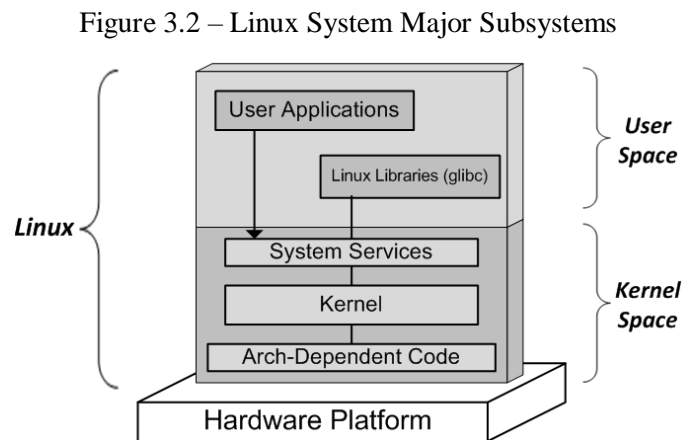 Figure 3.2 – Linux System Major Subsystems
User Applications
Linux Libraries (glibc)
User
Space
Linux
System Services
Kernel
Arch-Dependent Code
Kernel
Space
Hardware Platform